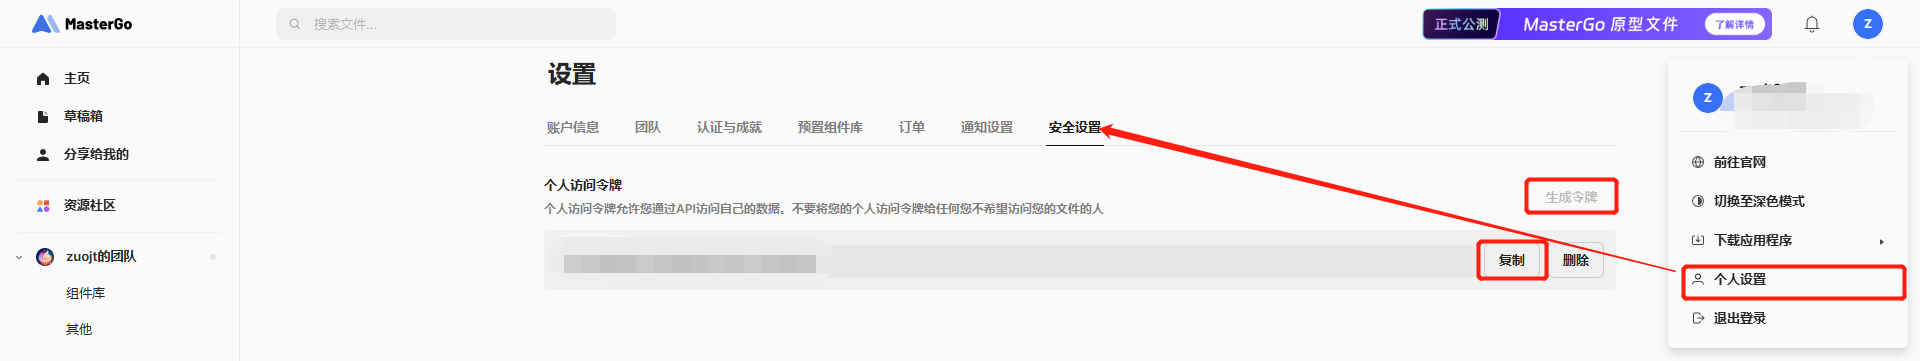 MasterGo
搜索文件...
正式公测
MasterGo 原型文件
了解详情
Z
主页
草稿箱
分享给我的
资源社区
zuojt的团队
组件库
其他
设置
账户信息
团队
认证与成就
预置组件库
订单
通知设置
安全设置
个人访问令牌
个人访问令牌允许您通过API访问自己的数据。不要将您的个人访问令牌给任何您不希望访问您的文件的人
生成令牌
复制
删除
Z
前往官网
切换至深色模式
下载应用程序
个人设置
退出登录